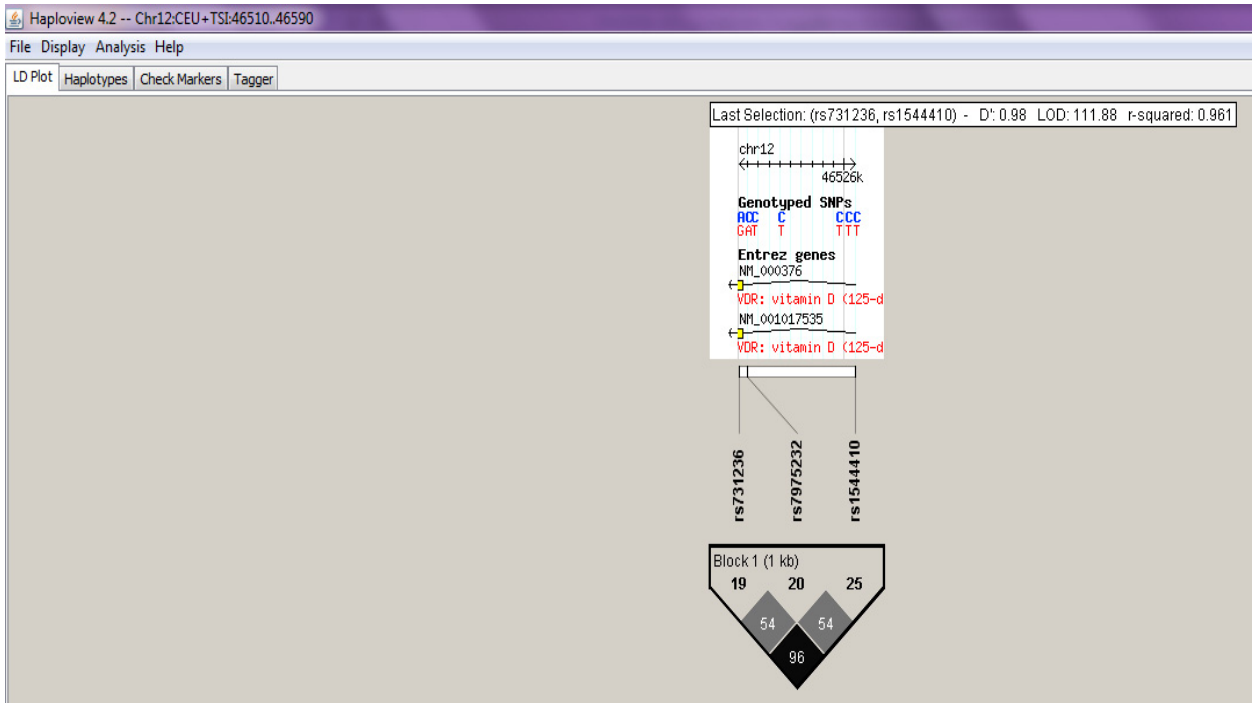 Haploview 4.2 -- Chr12:CEU+TSI:46510..46590
File Display Analysis Help
LD Plot Haplotypes Check Markers Tagger
Last Selection: (rs731236, rs1544410) - D': 0.98 LOD: 111.88 r-squared: 0.961
chr12
46526k
Genotyped SNPs
ACC C CCC
GAT T TTT
Entrez genes
NM_000376
VDR: vitamin D (125-d
NM_001017535
VDR: vitamin D (125-d
rs731236 rs7975232 rs1544410
Block 1 (1 kb)
19 20 25
54 54
96